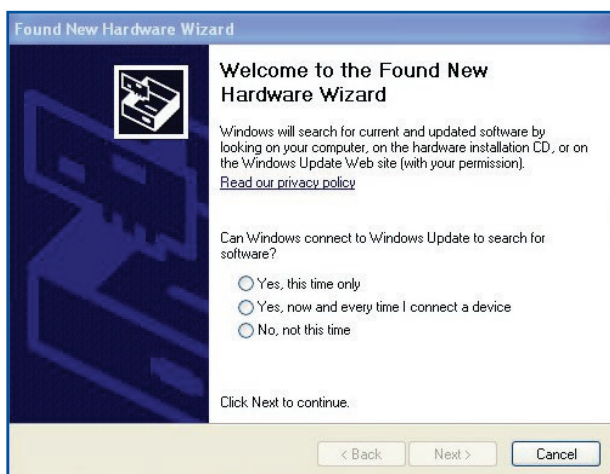 Found New Hardware Wizard
Welcome to the Found New
Hardware Wizard
Windows will search for current and updated software by
looking on your computer, on the hardware installation CD, or on
the Windows Update Web site (with your permission).
Read our privacy policy
Can Windows connect to Windows Update to search for
software?
Yes, this time only
Yes, now and every time I connect a device
No, not this time
Click Next to continue.
< Back
Next >
Cancel